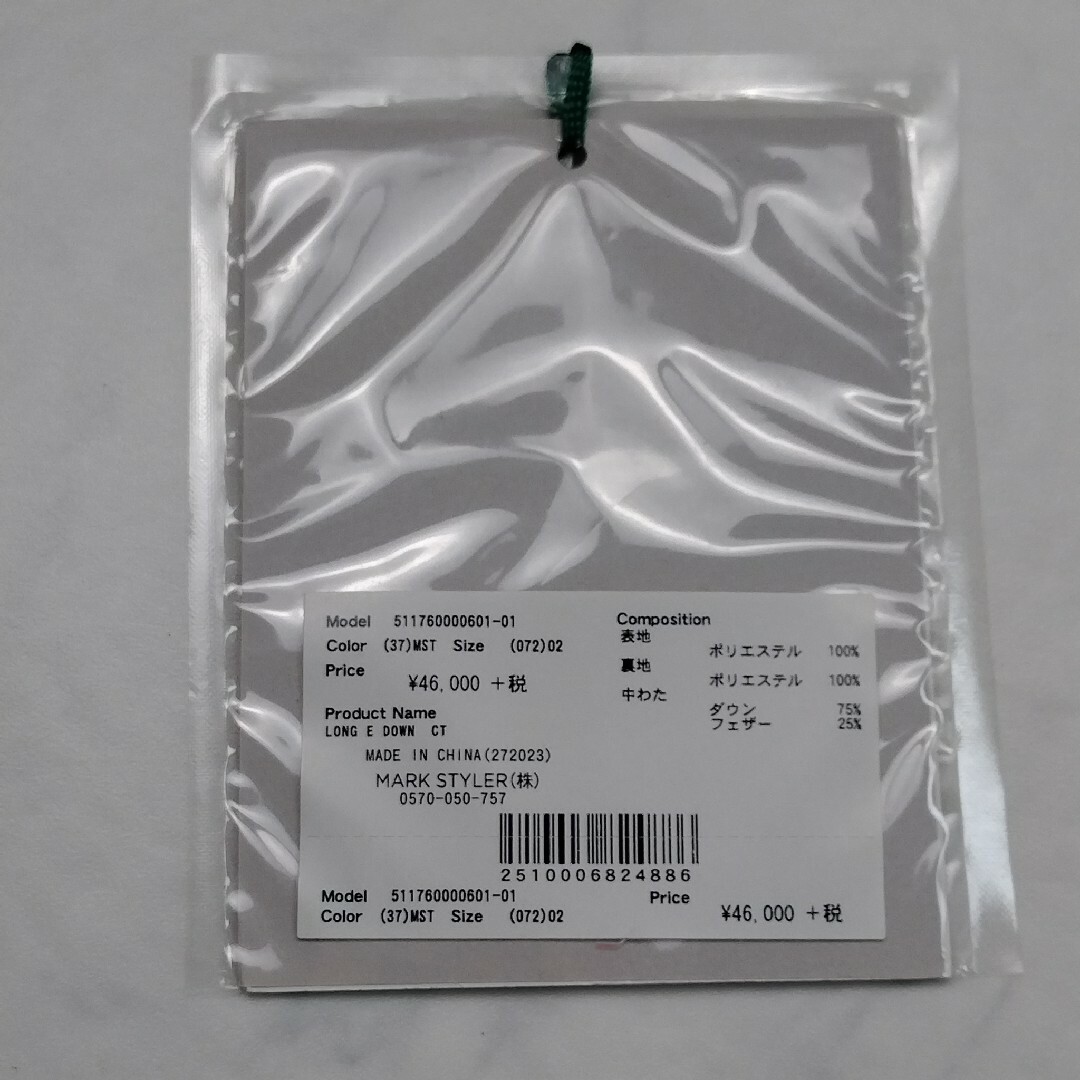 Model 511760000601-01
Color (37)MST Size (072)02
Price
¥46,000 +税
Product Name
LONG E DOWN CT
MADE IN CHINA(272023)
MARK STYLER(株)
0570-050-757
Composition
表地
ポリエステル 100%
裏地
ポリエステル 100%
中わた
ダウン 75%
フェザー 25%
2510006824886
Model 511760000601-01
Color (37)MST Size (072)02
Price
¥46,000 +税